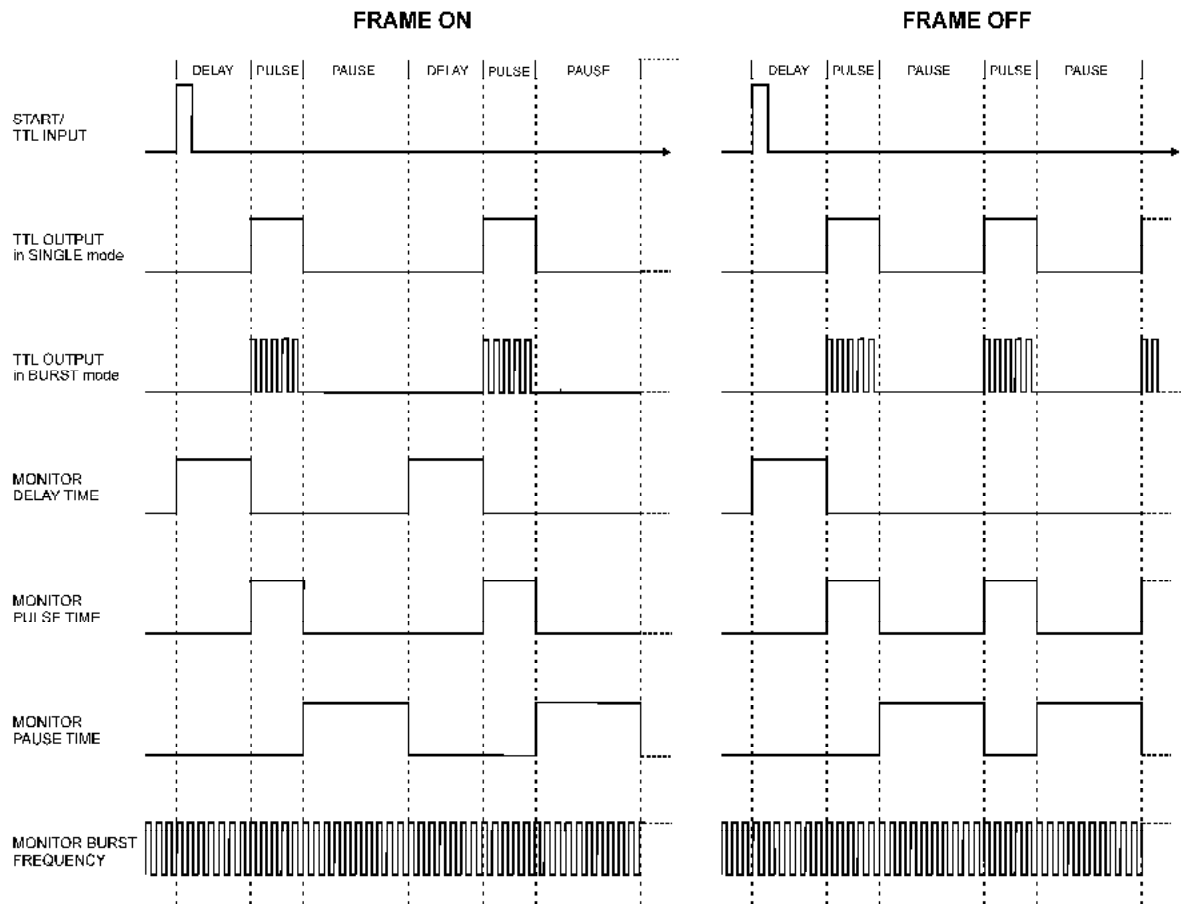 FRAME ON
FRAME OFF
DELAY PULSE PAUSE DELAY PULSE PAUSE
DELAY PULSE PAUSE PULSE PAUSE
START/
TTL INPUT
TTL OUTPUT
in SINGLE mode
TTL OUTPUT
in BURST mode
MONITOR
DELAY TIME
MONITOR
PULSE TIME
MONITOR
PAUSE TIME
MONITOR BURST
FREQUENCY